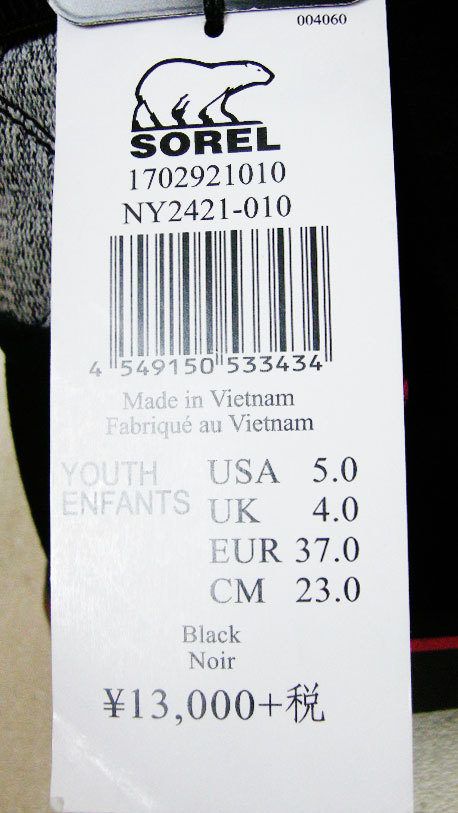 004060
SOREL
1702921010
NY2421-010
4 549150 533434
Made in Vietnam
Fabriqué au Vietnam
YOUTH
ENFANTS
USA 5.0
UK 4.0
EUR 37.0
CM 23.0
Black
Noir
¥13,000+税